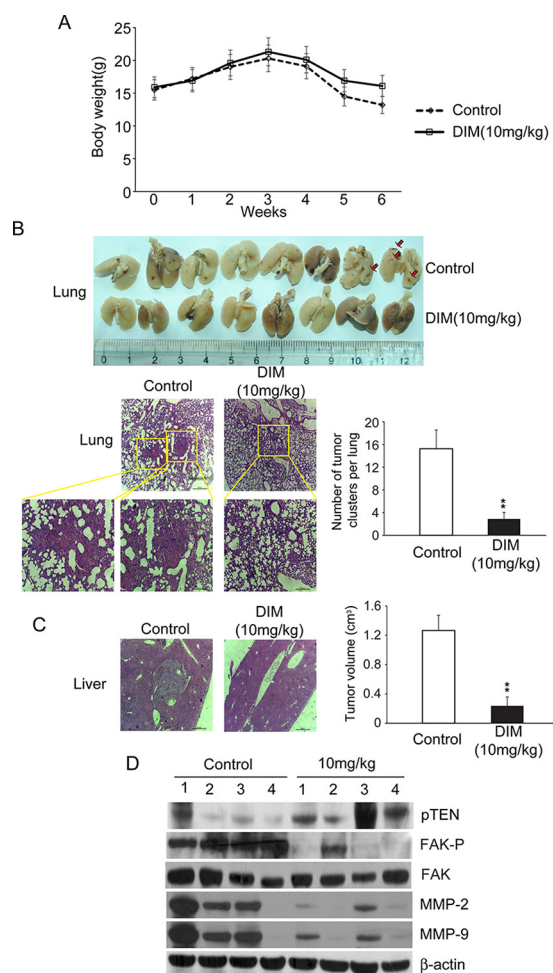 A
Body weight(g)
25
20
15
10
5
0
0 1 2 3 4 5 6
Weeks
Control
DIM(10mg/kg)
B
Lung
Control
DIM(10mg/kg)
0 1 2 3 4 5 6 7 8 9 10 11 12
Control
DIM
(10mg/kg)
Lung
Number of tumor
clusters per lung
20
16
12
8
4
0
**
Control
DIM
(10mg/kg)
C
Control
DIM
(10mg/kg)
Liver
Tumor volume (cm³)
1.6
1.2
0.8
0.4
0
**
Control
DIM
(10mg/kg)
D
Control
10mg/kg
1 2 3 4 1 2 3 4
pTEN
FAK-P
FAK
MMP-2
MMP-9
β-actin